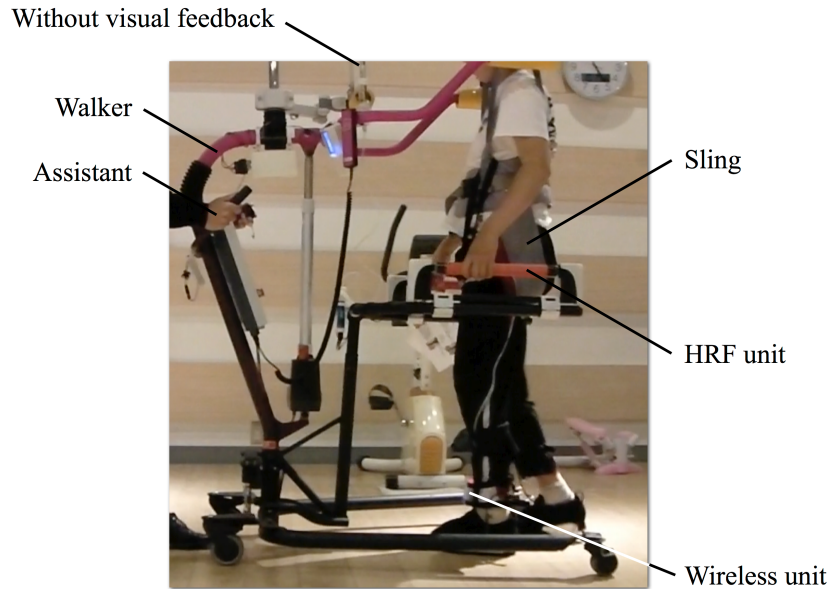 Without visual feedback
Walker
Assistant
Sling
HRF unit
Wireless unit